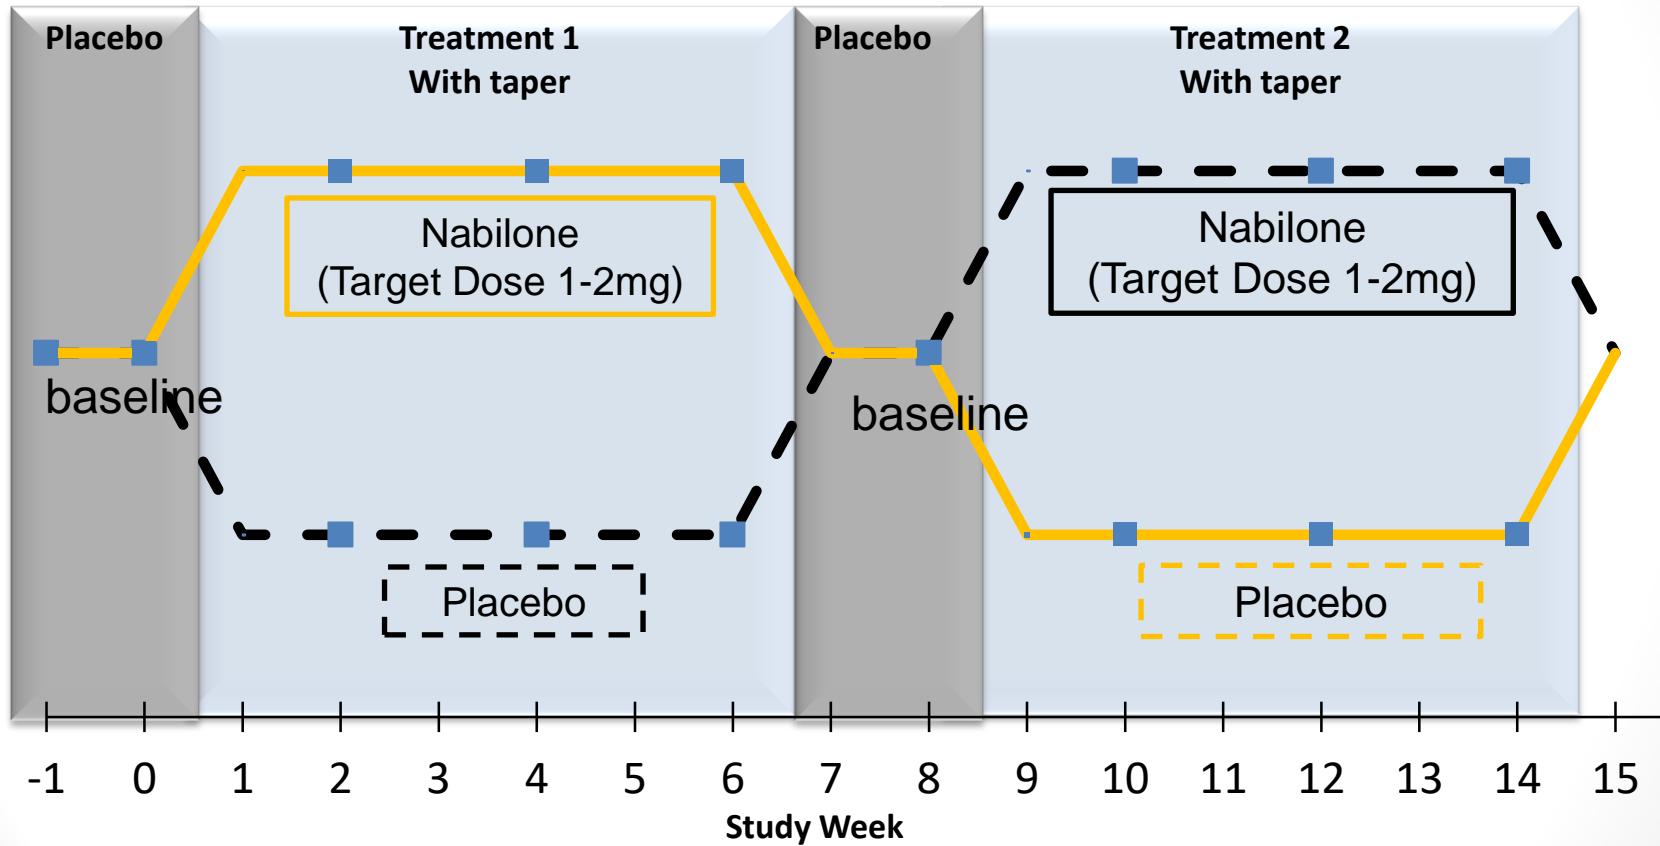 Placebo
Treatment 1
With taper
Placebo
Treatment 2
With taper
Nabilone
(Target Dose 1-2mg)
Nabilone
(Target Dose 1-2mg)
baseline
baseline
Placebo
Placebo
-1 0 1 2 3 4 5 6 7 8 9 10 11 12 13 14 15
Study Week